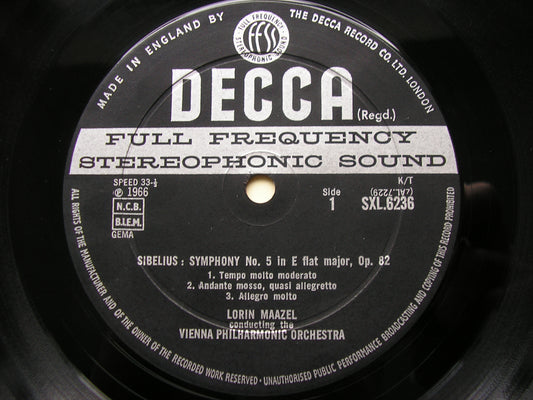 MADE IN ENGLAND BY
THE DECCA RECORD CO. LTD. LONDON
FULL FREQUENCY
ffss
STEREOPHONIC SOUND
DECCA (Regd.)
FULL FREQUENCY
STEREOPHONIC SOUND
SPEED 33-⅓
℗ 1966
N.C.B.
B.I.E.M.
GEMA
Side
1
K/T
(ZAL.7229)
SXL.6236
SIBELIUS : SYMPHONY No. 5 in E flat major, Op. 82
1. Tempo molto moderato
2. Andante mosso, quasi allegretto
3. Allegro molto
LORIN MAAZEL
conducting the
VIENNA PHILHARMONIC ORCHESTRA
ALL RIGHTS OF THE MANUFACTURER AND OF THE OWNER OF THE RECORDED WORK RESERVED · UNAUTHORISED PUBLIC PERFORMANCE BROADCASTING AND COPYING OF THIS RECORD PROHIBITED